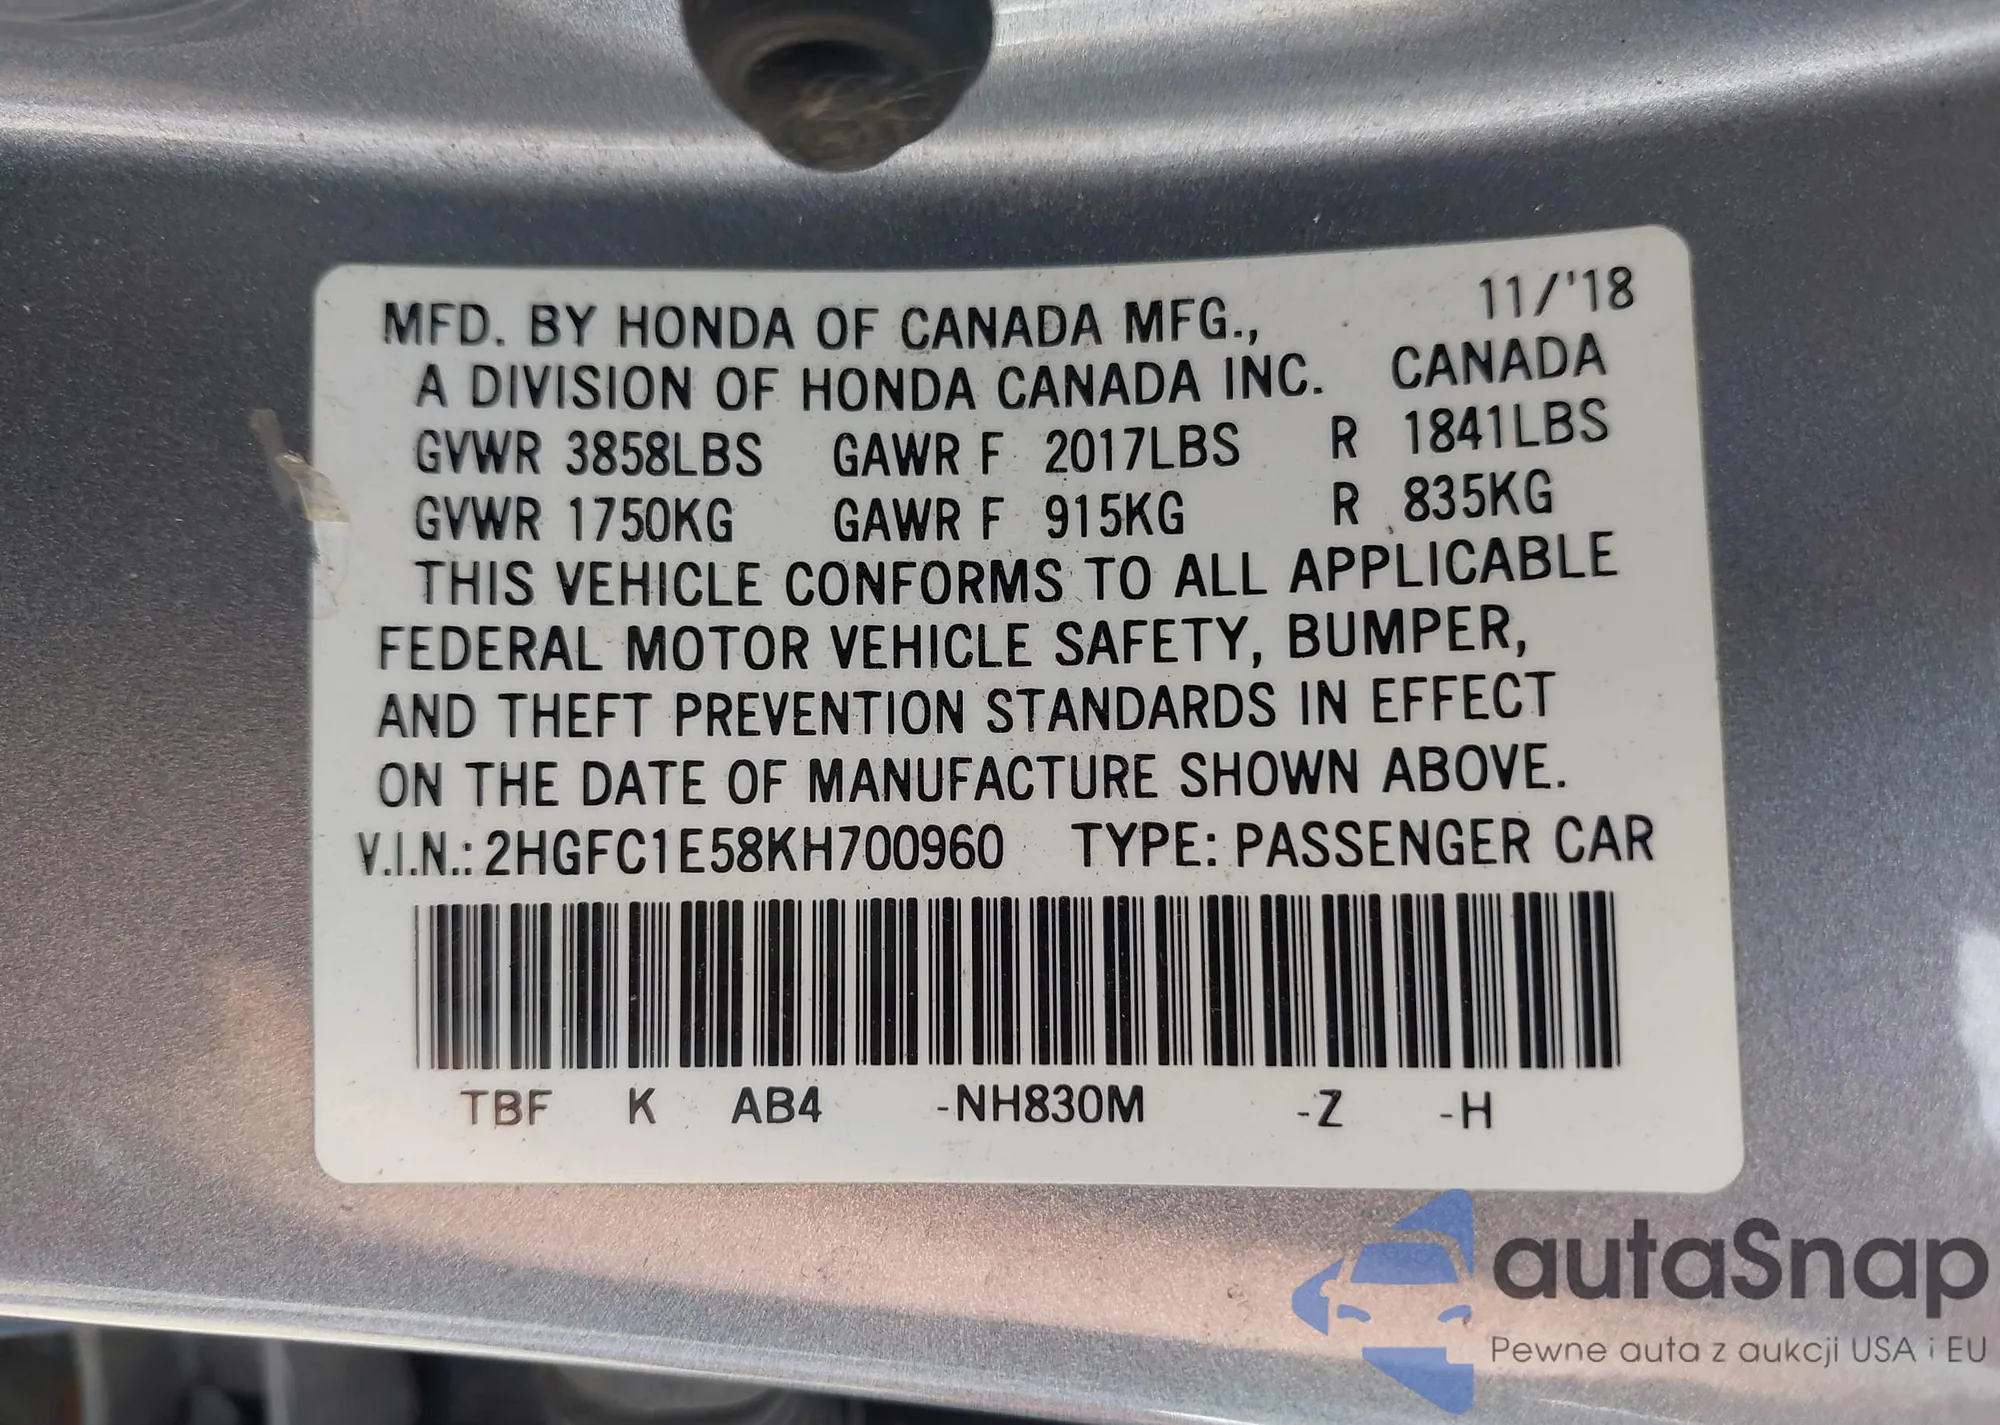 11/'18
MFD. BY HONDA OF CANADA MFG.,
A DIVISION OF HONDA CANADA INC. CANADA
GVWR 3858LBS GAWR F 2017LBS R 1841LBS
GVWR 1750KG GAWR F 915KG R 835KG
THIS VEHICLE CONFORMS TO ALL APPLICABLE
FEDERAL MOTOR VEHICLE SAFETY, BUMPER,
AND THEFT PREVENTION STANDARDS IN EFFECT
ON THE DATE OF MANUFACTURE SHOWN ABOVE.
V.I.N.: 2HGFC1E58KH700960 TYPE: PASSENGER CAR
TBF K AB4 -NH830M -Z -H
autaSnap
Pewne auta z aukcji USA i EU